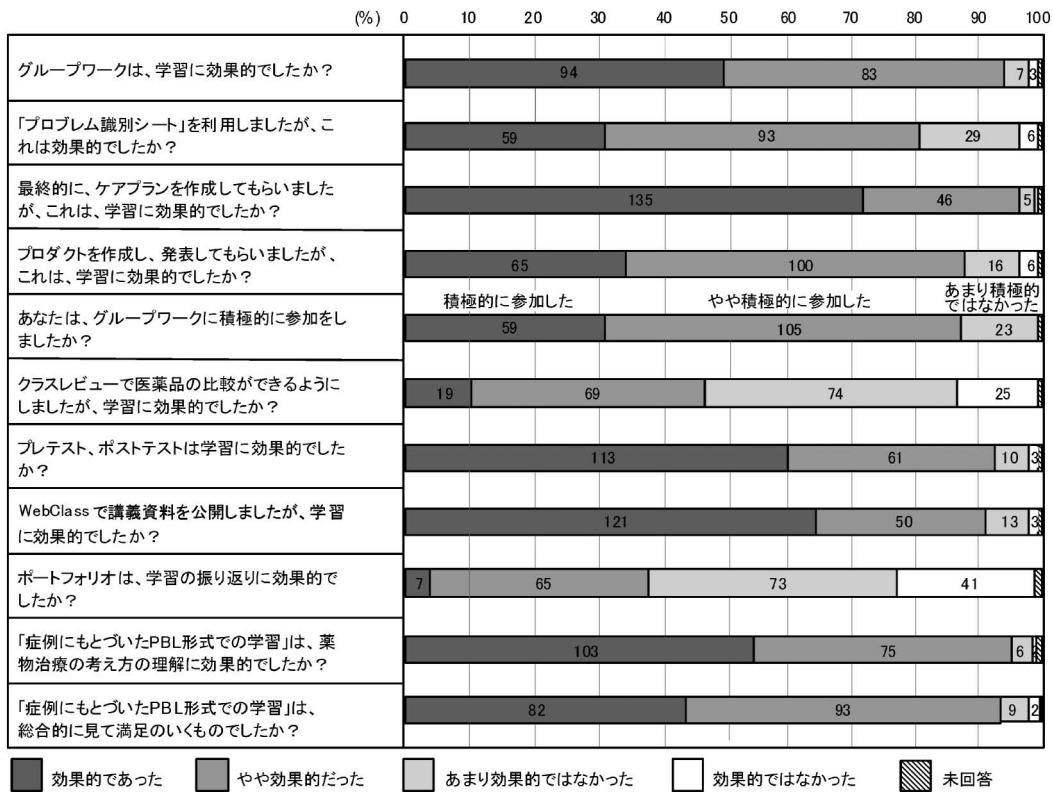 (%) 0 10 20 30 40 50 60 70 80 90 100
グループワークは、学習に効果的でしたか？
94 83 7 3
「プロブレム識別シート」を利用しましたが、こ
れは効果的でしたか？
59 93 29 6
最終的に、ケアプランを作成してもらいました
が、これは、学習に効果的でしたか？
135 46 5
プロダクトを作成し、発表してもらいましたが、
これは、学習に効果的でしたか？
65 100 16 6
積極的に参加した やや積極的に参加した あまり積極的
ではなかった
あなたは、グループワークに積極的に参加をし
ましたか？
59 105 23
クラスレビューで医薬品の比較ができるように
しましたが、学習に効果的でしたか？
19 69 74 25
プレテスト、ポストテストは学習に効果的でした
か？
113 61 10 3
WebClassで講義資料を公開しましたが、学習
に効果的でしたか？
121 50 13 3
ポートフォリオは、学習の振り返りに効果的で
したか？
7 65 73 41
「症例にもとづいたPBL形式での学習」は、薬
物治療の考え方の理解に効果的でしたか？
103 75 6
「症例にもとづいたPBL形式での学習」は、
総合的に見て満足のいくものでしたか？
82 93 9 2
効果的であった やや効果的だった あまり効果的ではなかった 効果的ではなかった 未回答